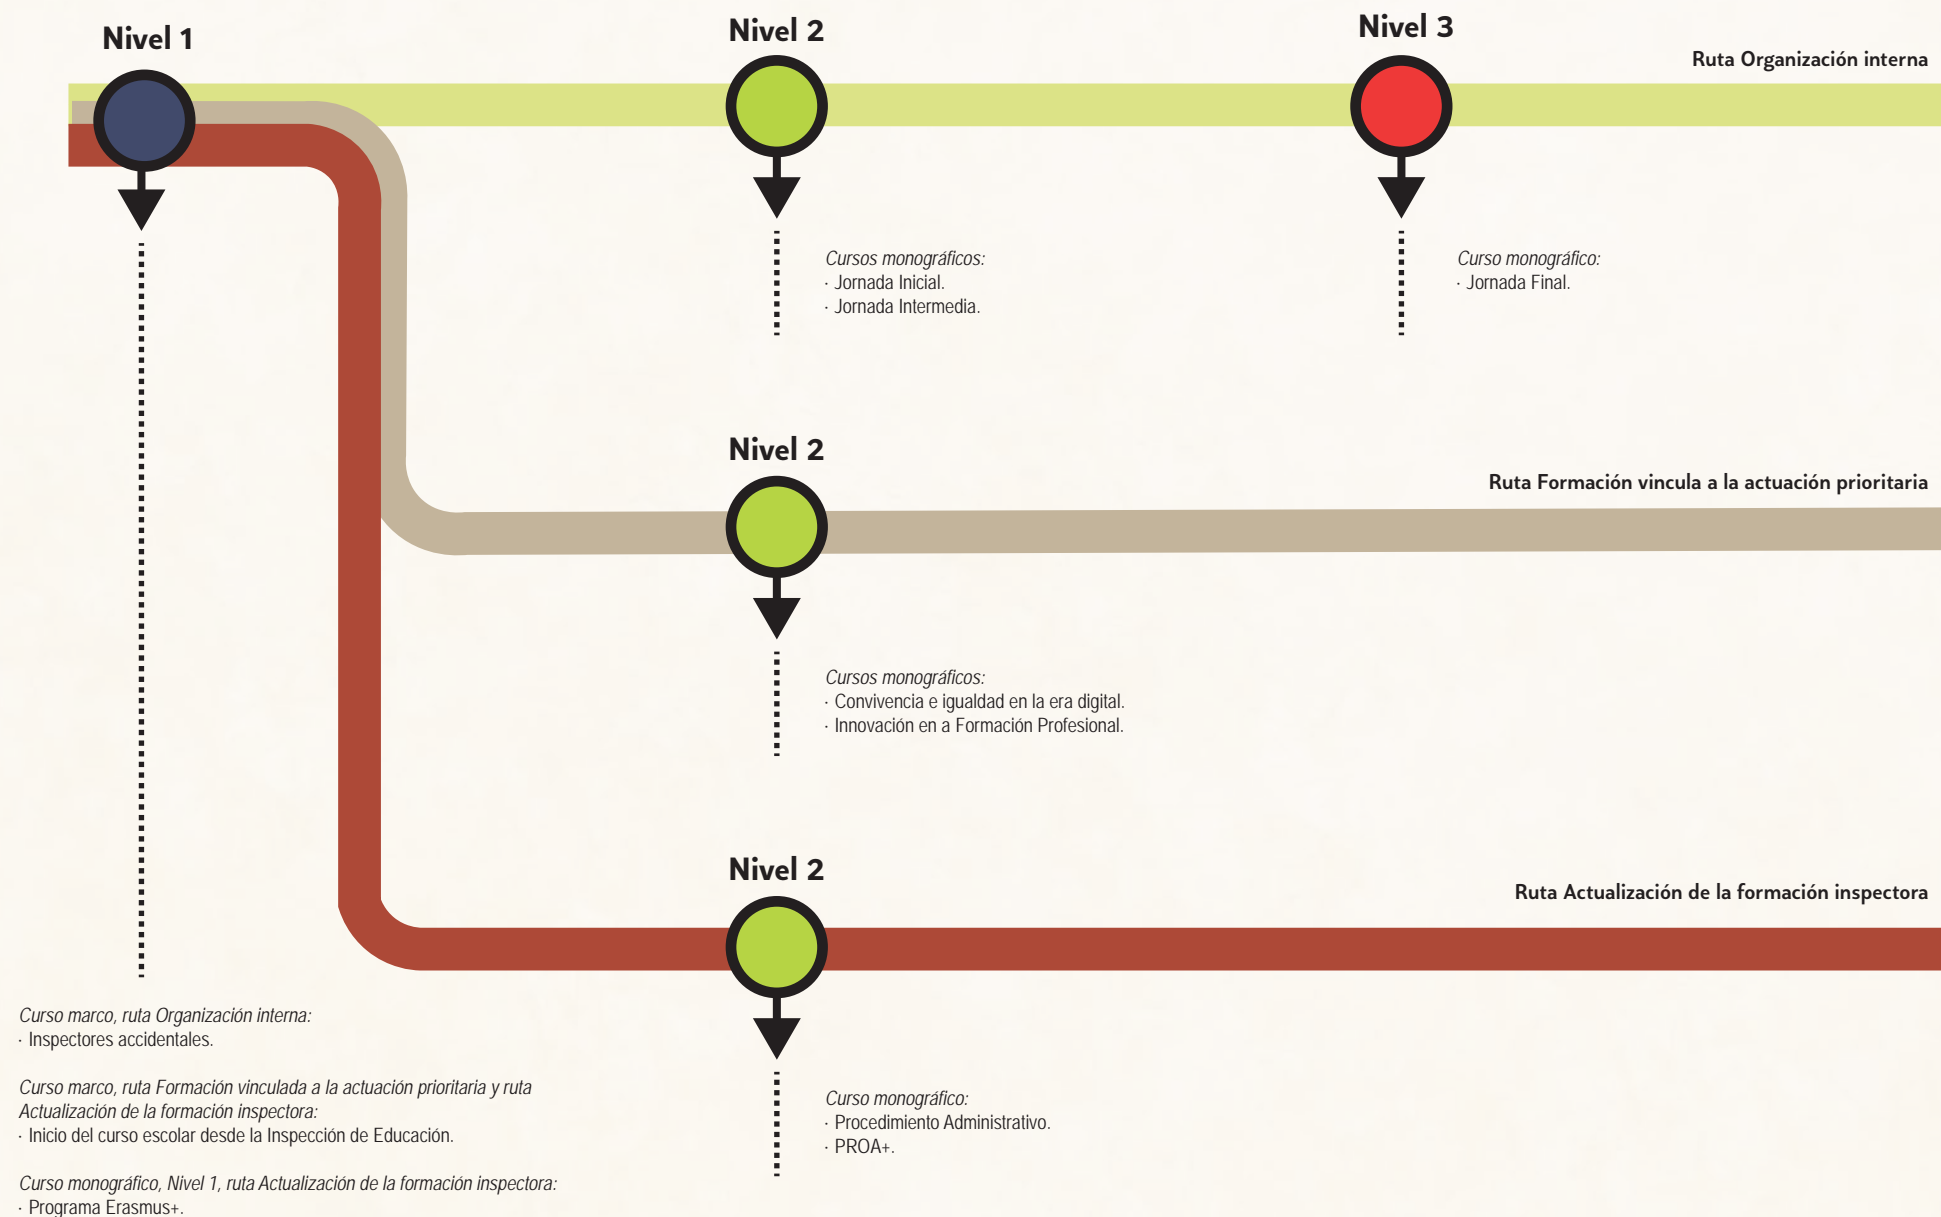 Nivel 1
Nivel 2
Nivel 3
Ruta Organización interna
Cursos monográficos:
· Jornada Inicial.
· Jornada Intermedia.
Curso monográfico:
· Jornada Final.
Nivel 2
Ruta Formación vincula a la actuación prioritaria
Cursos monográficos:
· Convivencia e igualdad en la era digital.
· Innovación en a Formación Profesional.
Nivel 2
Ruta Actualización de la formación inspectora
Curso monográfico:
· Procedimiento Administrativo.
· PROA+.
Curso marco, ruta Organización interna:
· Inspectores accidentales.
Curso marco, ruta Formación vinculada a la actuación prioritaria y ruta
Actualización de la formación inspectora:
· Inicio del curso escolar desde la Inspección de Educación.
Curso monográfico, Nivel 1, ruta Actualización de la formación inspectora:
· Programa Erasmus+.